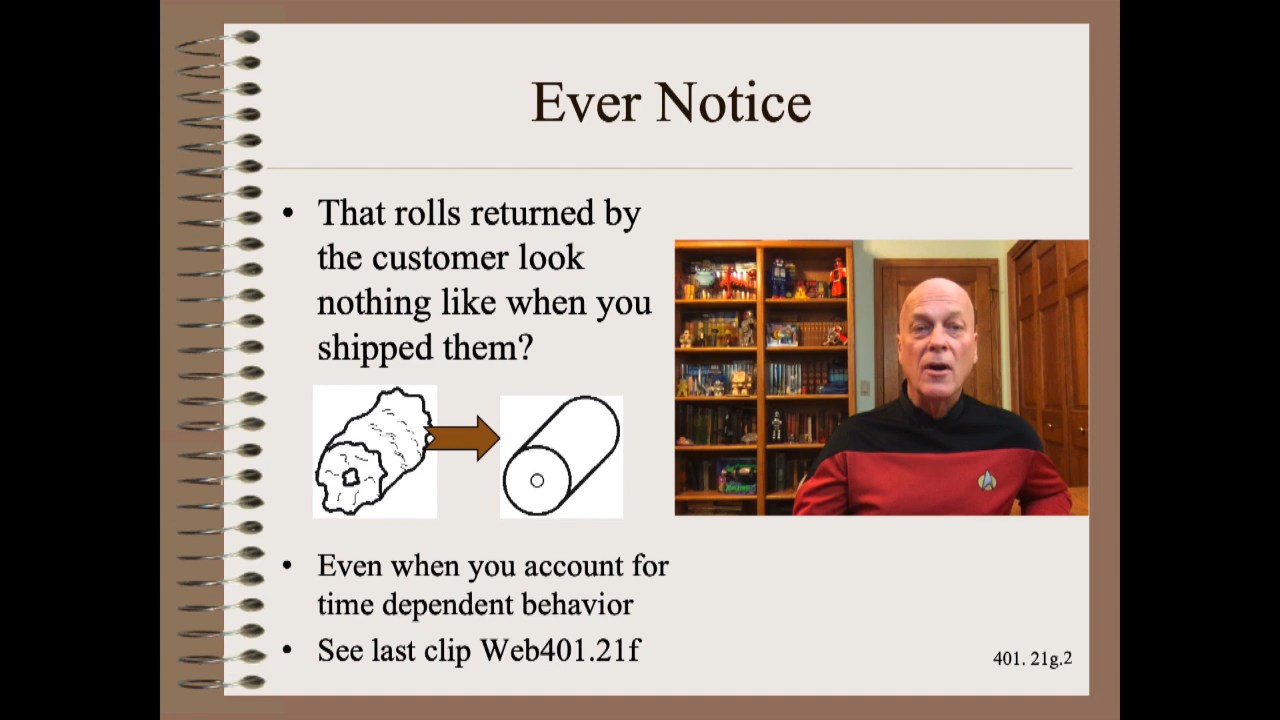 Ever Notice
• That rolls returned by
the customer look
nothing like when you
shipped them?
• Even when you account for
time dependent behavior
• See last clip Web401.21f
401. 21g.2